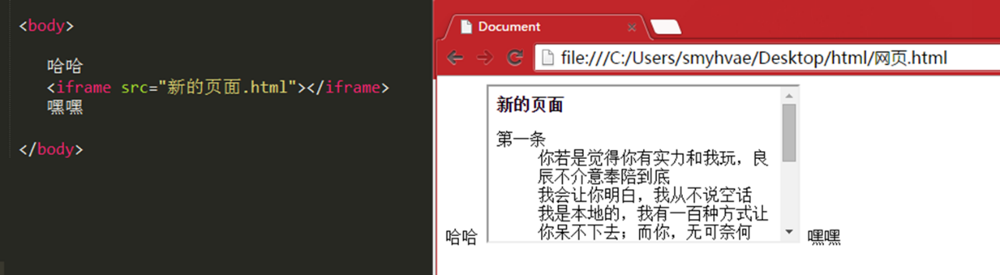 <body>
哈哈
<iframe src="新的页面.html"></iframe>
嘿嘿
</body>
Document
file:///C:/Users/smyhvae/Desktop/html/网页.html
新的页面
第一条
你若是觉得你有实力和我玩，良
辰不介意奉陪到底
我会让你明白，我从不说空话
我是本地的，我有一百种方式让
你呆不下去；而你，无可奈何
哈哈
嘿嘿